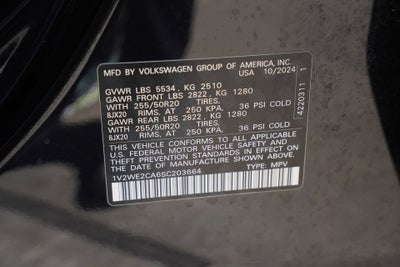 MFD BY VOLKSWAGEN GROUP OF AMERICA, INC.
USA 10/2024
GVWR LBS 5534, KG 2510
GAWR FRONT LBS 2822, KG 1280
WITH 255/50R20 TIRES,
8JX20 RIMS, AT 250 KPA, 36 PSI COLD
GAWR REAR LBS 2822, KG 1280
WITH 255/50R20 TIRES,
8JX20 RIMS, AT 250 KPA, 36 PSI COLD
THIS VEHICLE CONFORMS TO ALL APPLICABLE
U.S. FEDERAL MOTOR VEHICLE SAFETY AND
BUMPER STANDARDS IN EFFECT ON THE DATE
OF MANUFACTURE SHOWN ABOVE.
1V2WE2CA6SC203664 TYPE: MPV
14220311 1